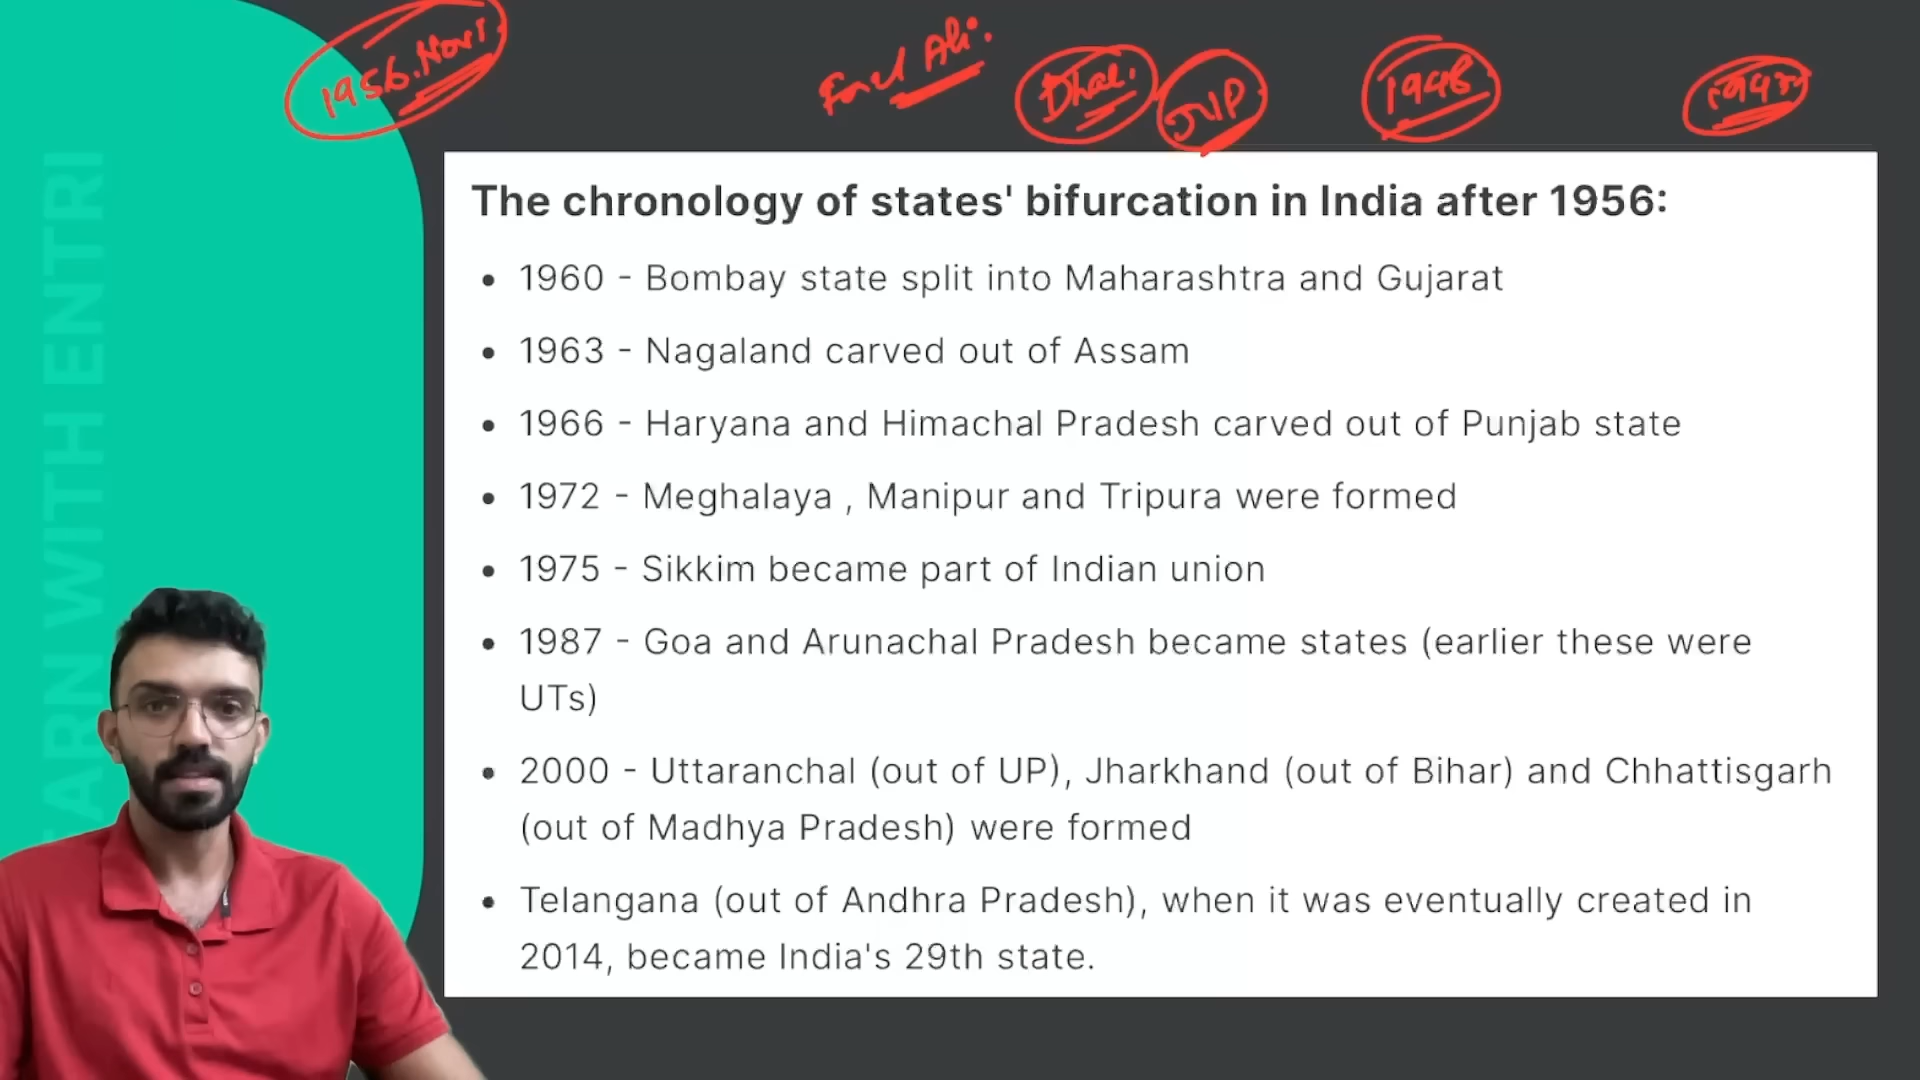 1956. Nov 1
Fazl Ali.
Dhar.
JVP
1948
The chronology of states' bifurcation in India after 1956:
• 1960 - Bombay state split into Maharashtra and Gujarat
• 1963 - Nagaland carved out of Assam
• 1966 - Haryana and Himachal Pradesh carved out of Punjab state
• 1972 - Meghalaya , Manipur and Tripura were formed
• 1975 - Sikkim became part of Indian union
• 1987 - Goa and Arunachal Pradesh became states (earlier these were
UTs)
• 2000 - Uttaranchal (out of UP), Jharkhand (out of Bihar) and Chhattisgarh
(out of Madhya Pradesh) were formed
• Telangana (out of Andhra Pradesh), when it was eventually created in
2014, became India's 29th state.
WITH ENTRI